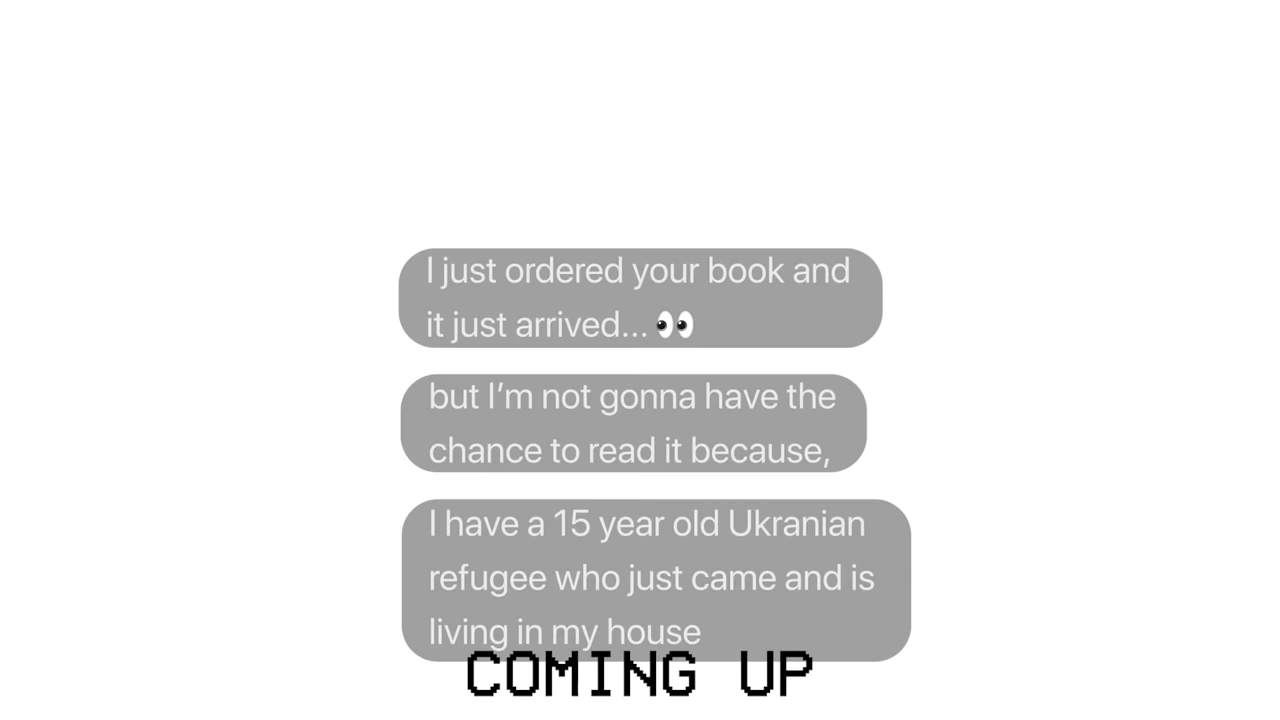 I just ordered your book and
it just arrived... 👀
but I’m not gonna have the
chance to read it because,
I have a 15 year old Ukranian
refugee who just came and is
living in my house
COMING UP